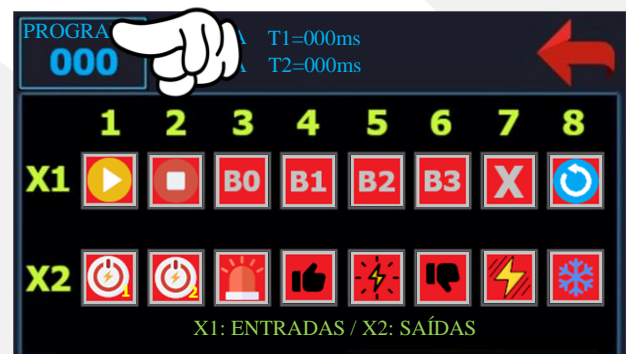 PROGRA A T1=000ms
000 A T2=000ms
1 2 3 4 5 6 7 8
X1 B0 B1 B2 B3 X
X2 1 2
X1: ENTRADAS / X2: SAÍDAS